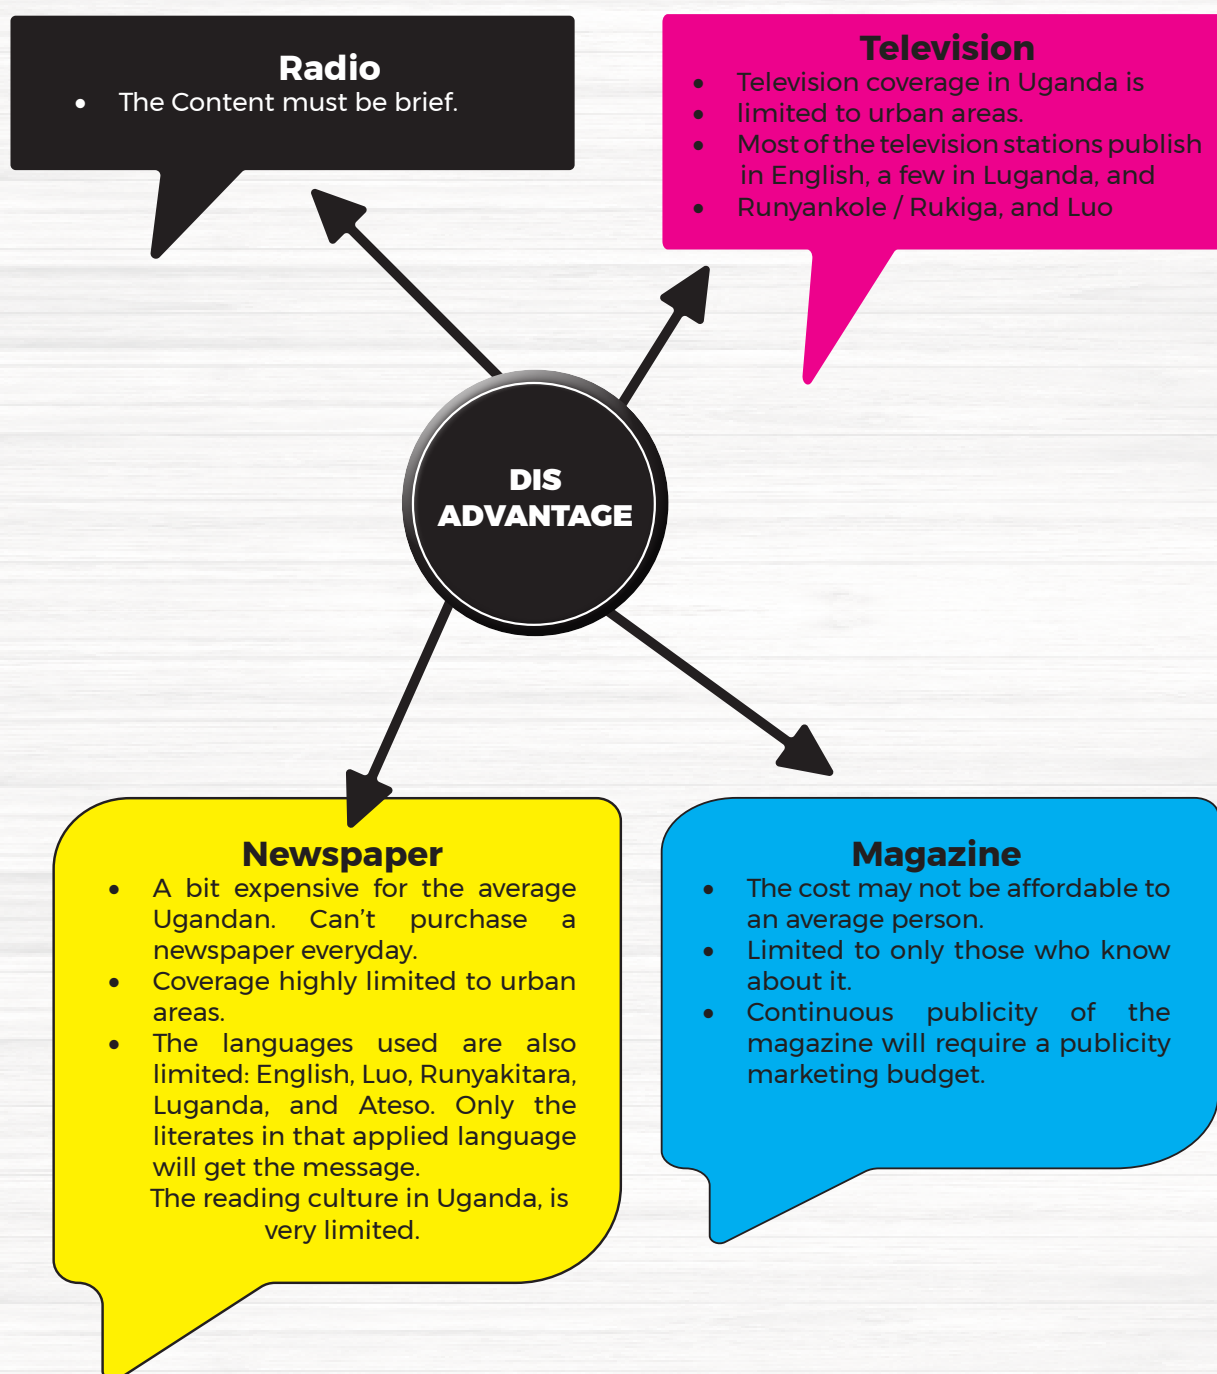 Radio
• The Content must be brief.
Television
• Television coverage in Uganda is
• limited to urban areas.
• Most of the television stations publish
in English, a few in Luganda, and
• Runyankole / Rukiga, and Luo
DIS
ADVANTAGE
Newspaper
• A bit expensive for the average
Ugandan. Can't purchase a
newspaper everyday.
• Coverage highly limited to urban
areas.
• The languages used are also
limited: English, Luo, Runyakitara,
Luganda, and Ateso. Only the
literates in that applied language
will get the message.
The reading culture in Uganda, is
very limited.
Magazine
• The cost may not be affordable to
an average person.
• Limited to only those who know
about it.
• Continuous publicity of the
magazine will require a publicity
marketing budget.